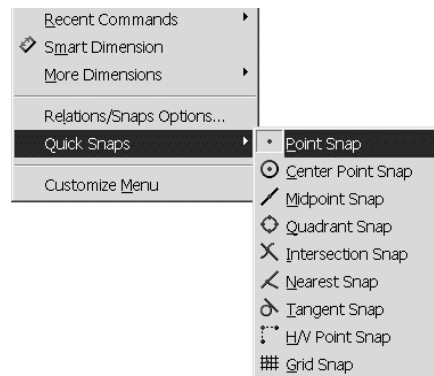 Recent Commands
Smart Dimension
More Dimensions
Relations/Snaps Options...
Quick Snaps
Customize Menu
Point Snap
Center Point Snap
Midpoint Snap
Quadrant Snap
Intersection Snap
Nearest Snap
Tangent Snap
H/V Point Snap
Grid Snap